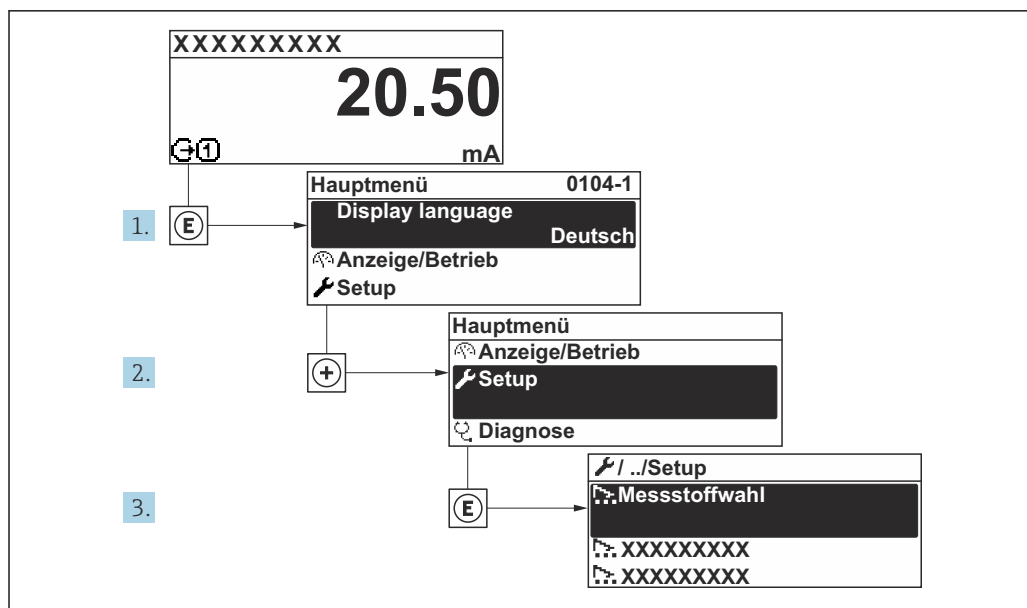 XXXXXXXXX
20.50
1 mA
Hauptmenü 0104-1
1. E Display language
Deutsch
Anzeige/Betrieb
Setup
Hauptmenü
2. + Anzeige/Betrieb
Setup
Diagnose
/ ../Setup
3. E Messstoffwahl
XXXXXXXXX
XXXXXXXXX